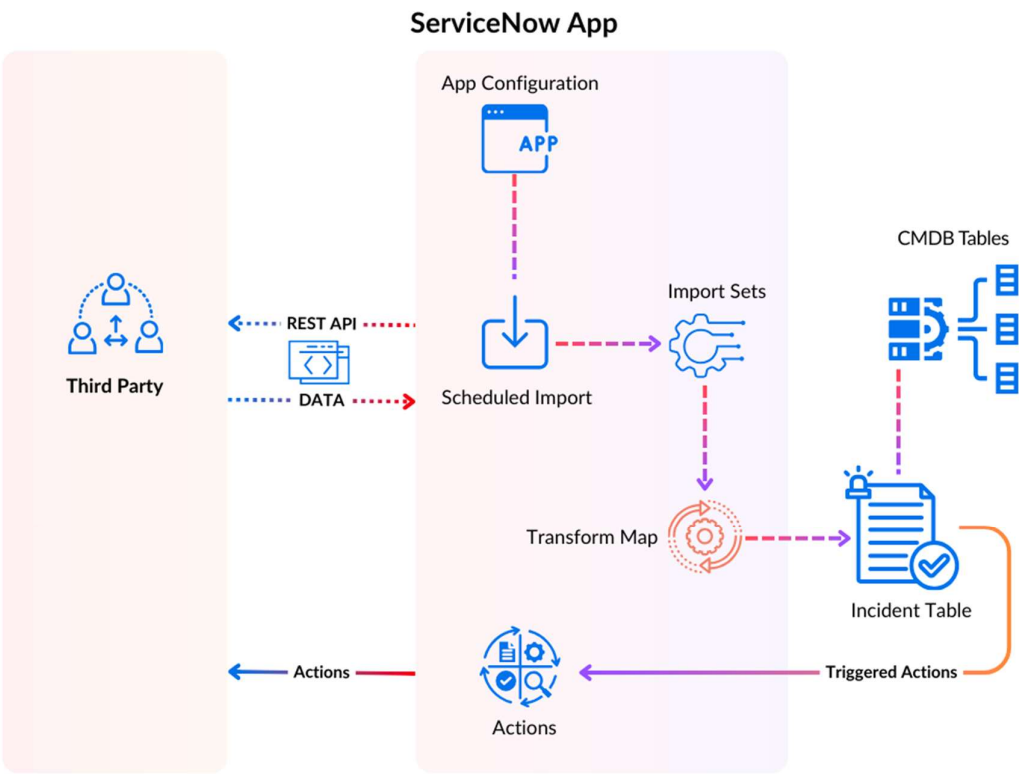 ServiceNow App
App Configuration
APP
CMDB Tables
Import Sets
REST API
Third Party
DATA
Scheduled Import
Transform Map
Incident Table
Actions
Triggered Actions
Actions